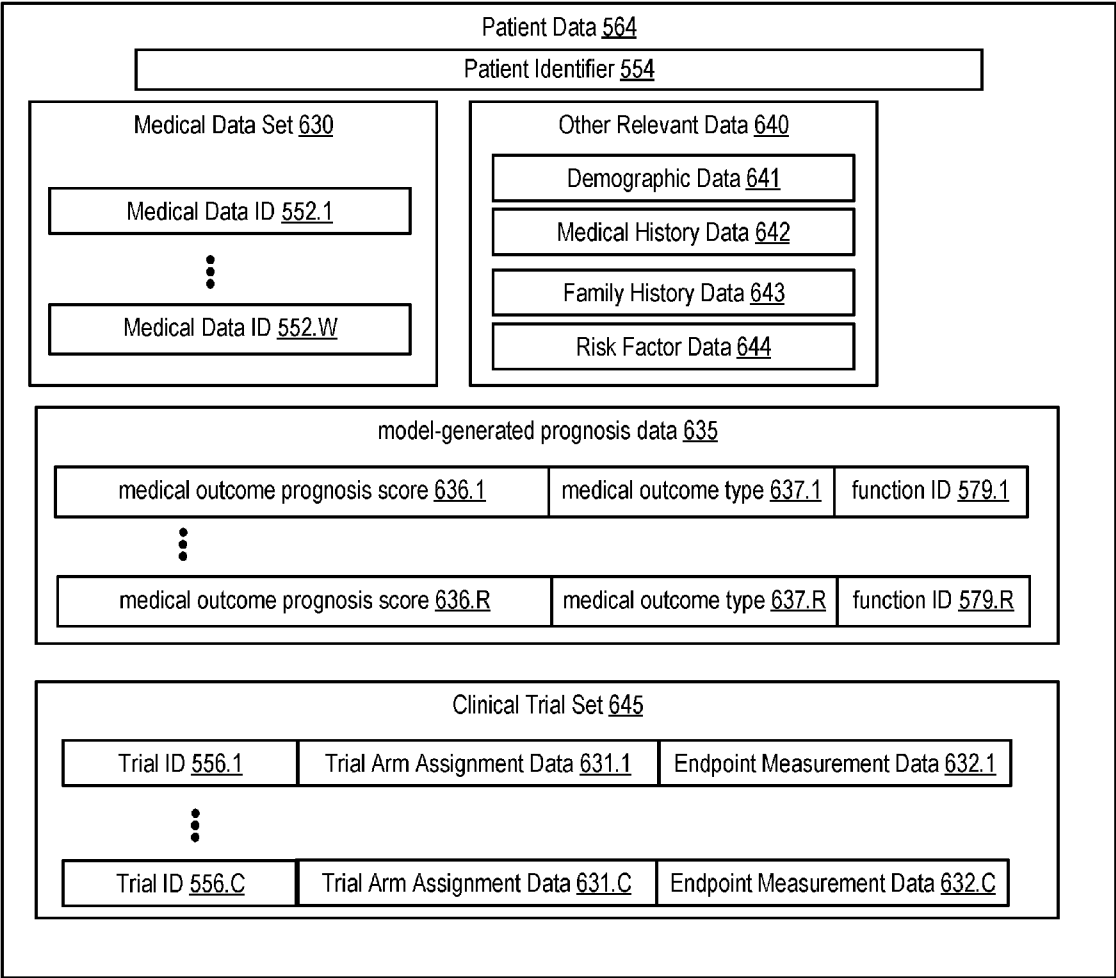 Patient Data 564
Patient Identifier 554
Medical Data Set 630
Medical Data ID 552.1
Medical Data ID 552.W
Other Relevant Data 640
Demographic Data 641
Medical History Data 642
Family History Data 643
Risk Factor Data 644
model-generated prognosis data 635
medical outcome prognosis score 636.1 medical outcome type 637.1 function ID 579.1
medical outcome prognosis score 636.R medical outcome type 637.R function ID 579.R
Clinical Trial Set 645
Trial ID 556.1 Trial Arm Assignment Data 631.1 Endpoint Measurement Data 632.1
Trial ID 556.C Trial Arm Assignment Data 631.C Endpoint Measurement Data 632.C